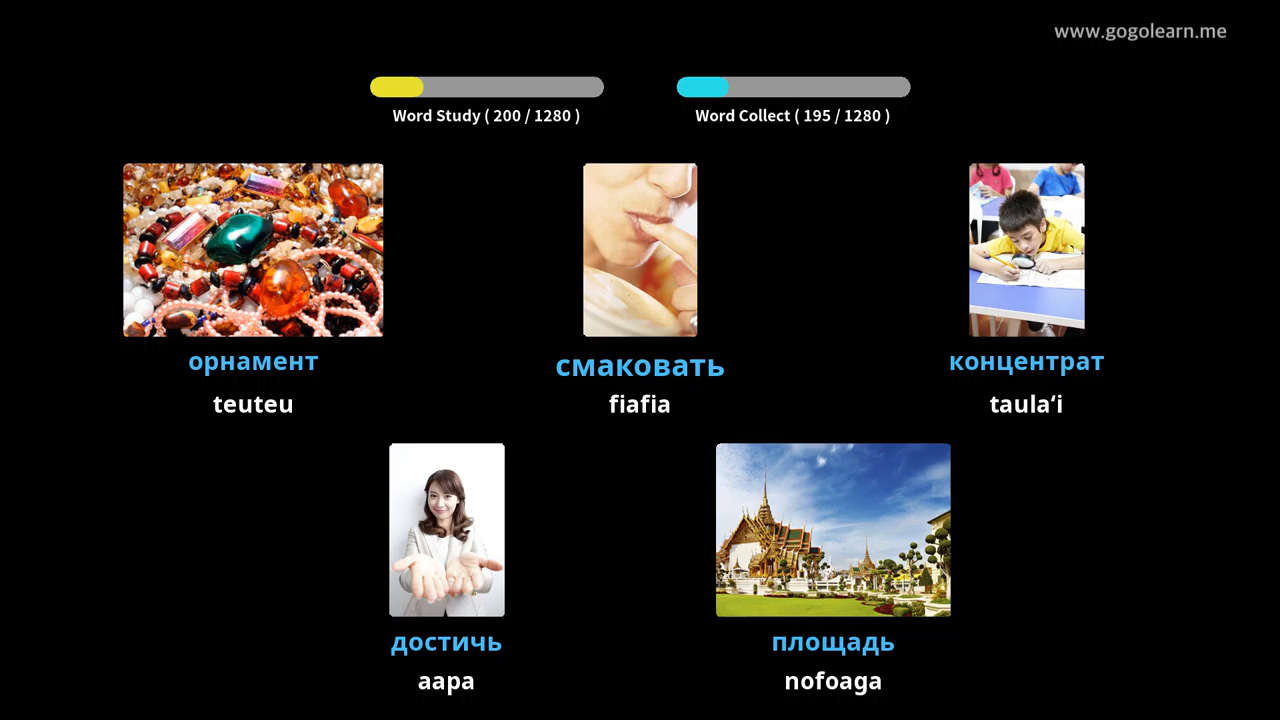 www.gogolearn.me
Word Study ( 200 / 1280 )
Word Collect ( 195 / 1280 )
орнамент
смаковать
концентрат
teuteu
fiafia
taula‘i
достичь
площадь
aapa
nofoaga